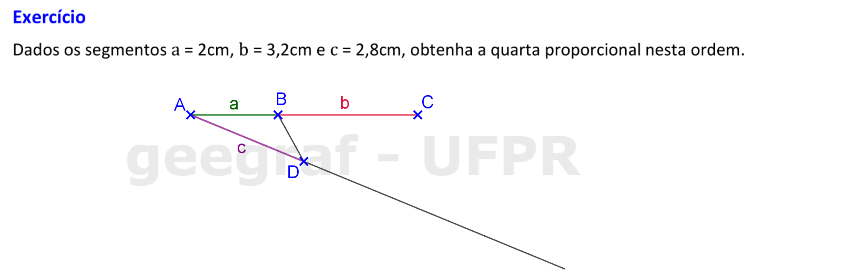 Exercício
Dados os segmentos a = 2cm, b = 3,2cm e c = 2,8cm, obtenha a quarta proporcional nesta ordem.
A a B b C
c
D
geegraf - UFPR